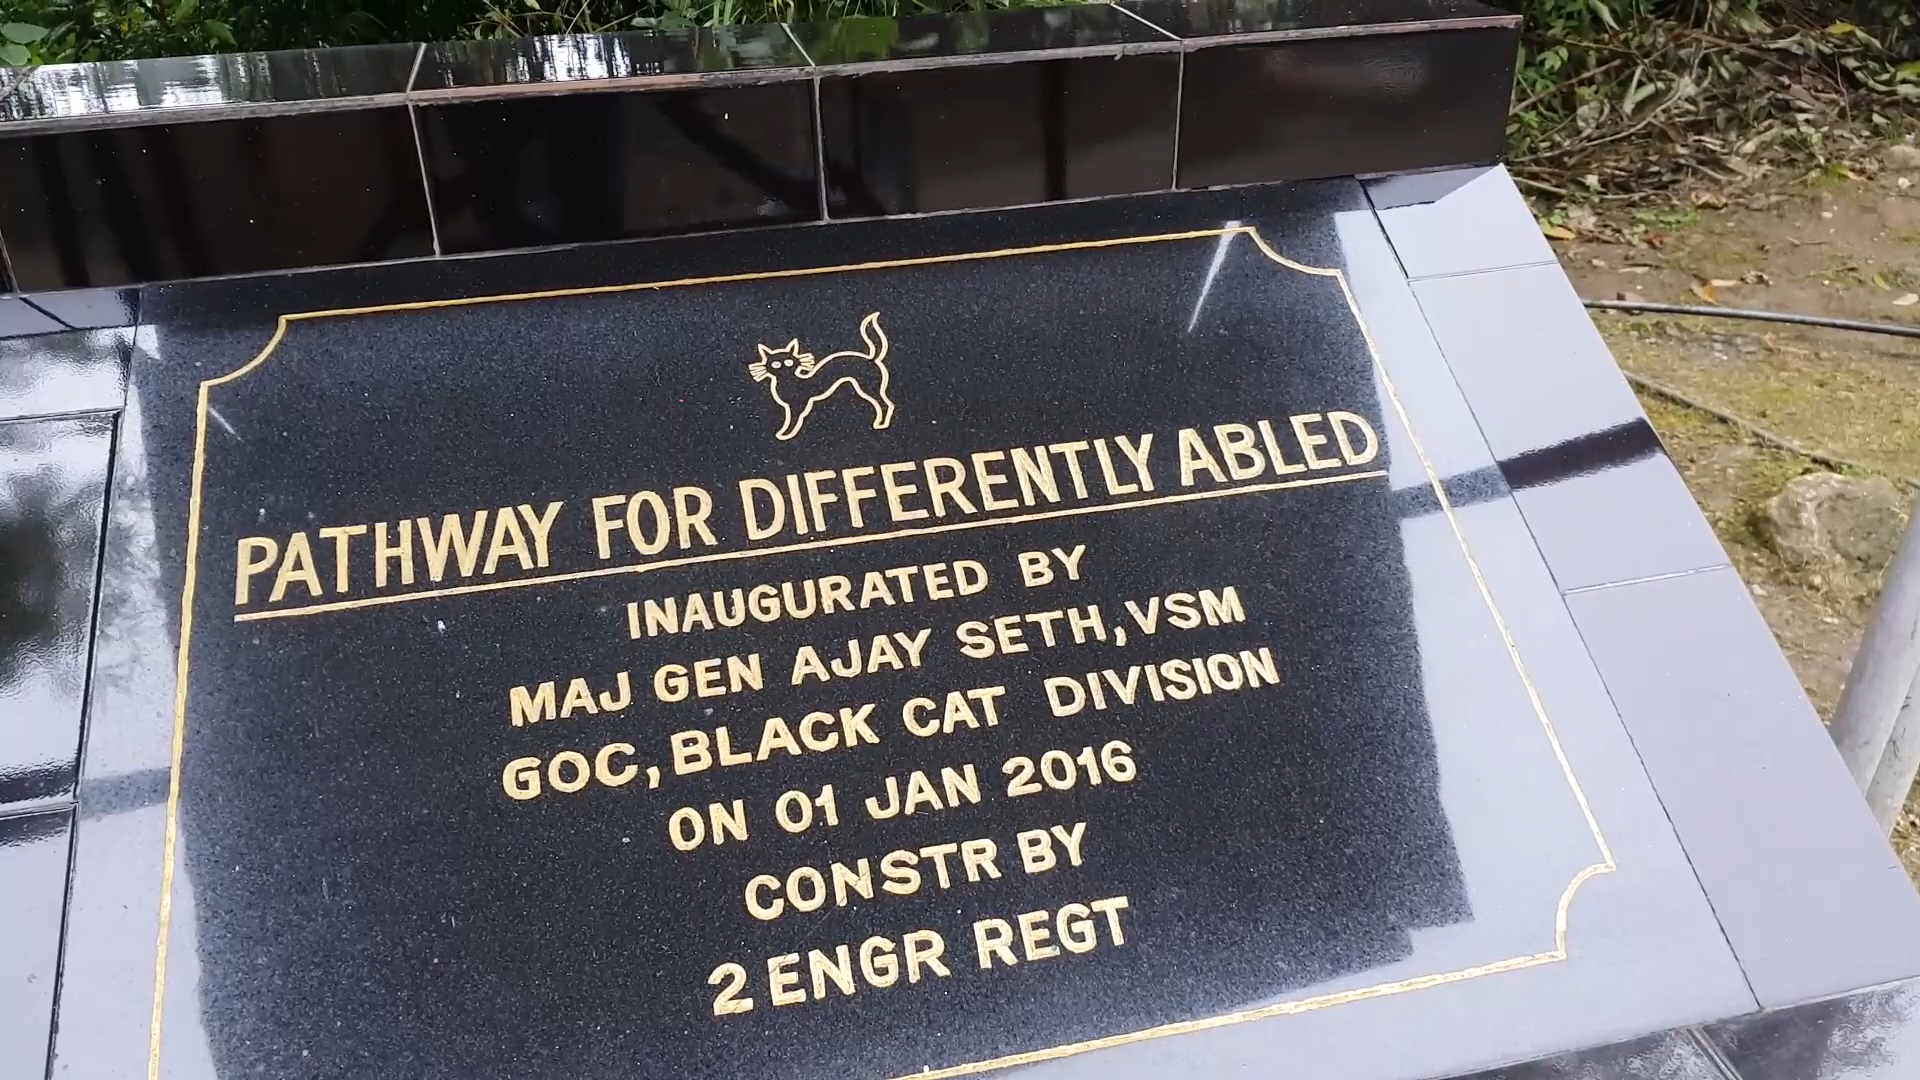 PATHWAY FOR DIFFERENTLY ABLED
INAUGURATED BY
MAJ GEN AJAY SETH, VSM
GOC, BLACK CAT DIVISION
ON 01 JAN 2016
CONSTR BY
2 ENGR REGT